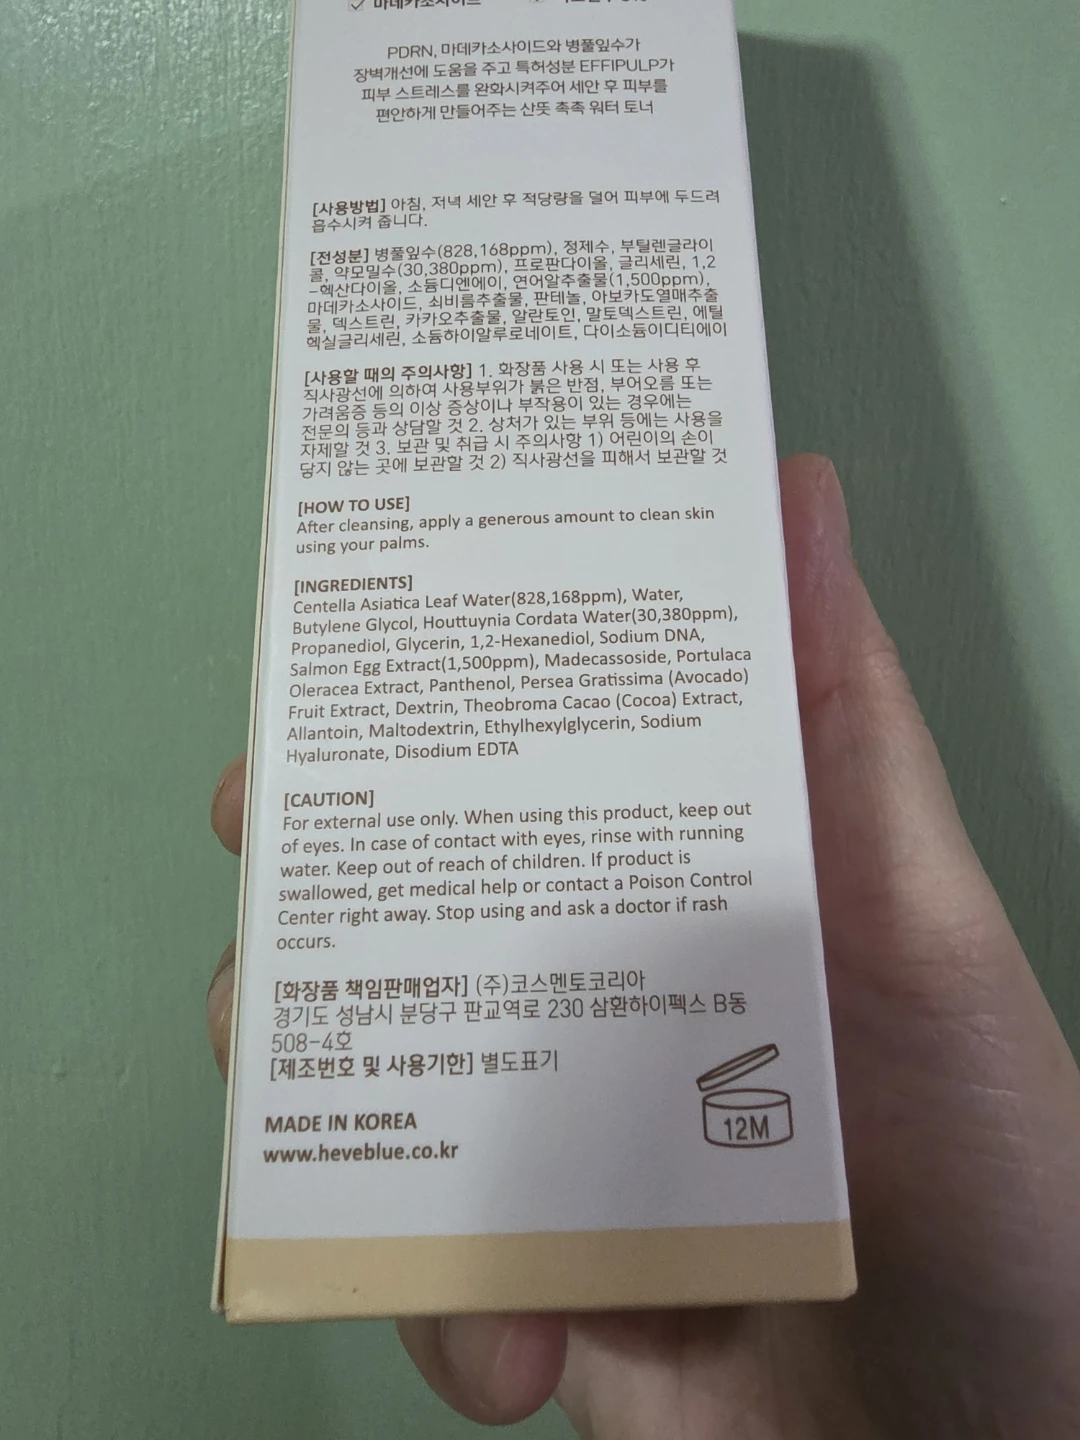 마데카소사이드
PDRN, 마데카소사이드와 병풀잎수가
장벽개선에 도움을 주고 특허성분 EFFIPULP가
피부 스트레스를 완화시켜주어 세안 후 피부를
편안하게 만들어주는 산뜻 촉촉 워터 토너
[사용방법] 아침, 저녁 세안 후 적당량을 덜어 피부에 두드려
흡수시켜 줍니다.
[전성분] 병풀잎수(828,168ppm), 정제수, 부틸렌글라이
콜, 약모밀수(30,380ppm), 프로판다이올, 글리세린, 1,2
-헥산다이올, 소듐디엔에이, 연어알추출물(1,500ppm),
마데카소사이드, 쇠비름추출물, 판테놀, 아보카도열매추출
물, 덱스트린, 카카오추출물, 알란토인, 말토덱스트린, 에틸
헥실글리세린, 소듐하이알루로네이트, 다이소듐이디티에이
[사용할 때의 주의사항] 1. 화장품 사용 시 또는 사용 후
직사광선에 의하여 사용부위가 붉은 반점, 부어오름 또는
가려움증 등의 이상 증상이나 부작용이 있는 경우에는
전문의 등과 상담할 것 2. 상처가 있는 부위 등에는 사용을
자제할 것 3. 보관 및 취급 시 주의사항 1) 어린이의 손이
닿지 않는 곳에 보관할 것 2) 직사광선을 피해서 보관할 것
[HOW TO USE]
After cleansing, apply a generous amount to clean skin
using your palms.
[INGREDIENTS]
Centella Asiatica Leaf Water(828,168ppm), Water,
Butylene Glycol, Houttuynia Cordata Water(30,380ppm),
Propanediol, Glycerin, 1,2-Hexanediol, Sodium DNA,
Salmon Egg Extract(1,500ppm), Madecassoside, Portulaca
Oleracea Extract, Panthenol, Persea Gratissima (Avocado)
Fruit Extract, Dextrin, Theobroma Cacao (Cocoa) Extract,
Allantoin, Maltodextrin, Ethylhexylglycerin, Sodium
Hyaluronate, Disodium EDTA
[CAUTION]
For external use only. When using this product, keep out
of eyes. In case of contact with eyes, rinse with running
water. Keep out of reach of children. If product is
swallowed, get medical help or contact a Poison Control
Center right away. Stop using and ask a doctor if rash
occurs.
[화장품 책임판매업자] (주)코스멘토코리아
경기도 성남시 분당구 판교역로 230 삼환하이펙스 B동
508-4호
[제조번호 및 사용기한] 별도표기
MADE IN KOREA
www.heveblue.co.kr
12M